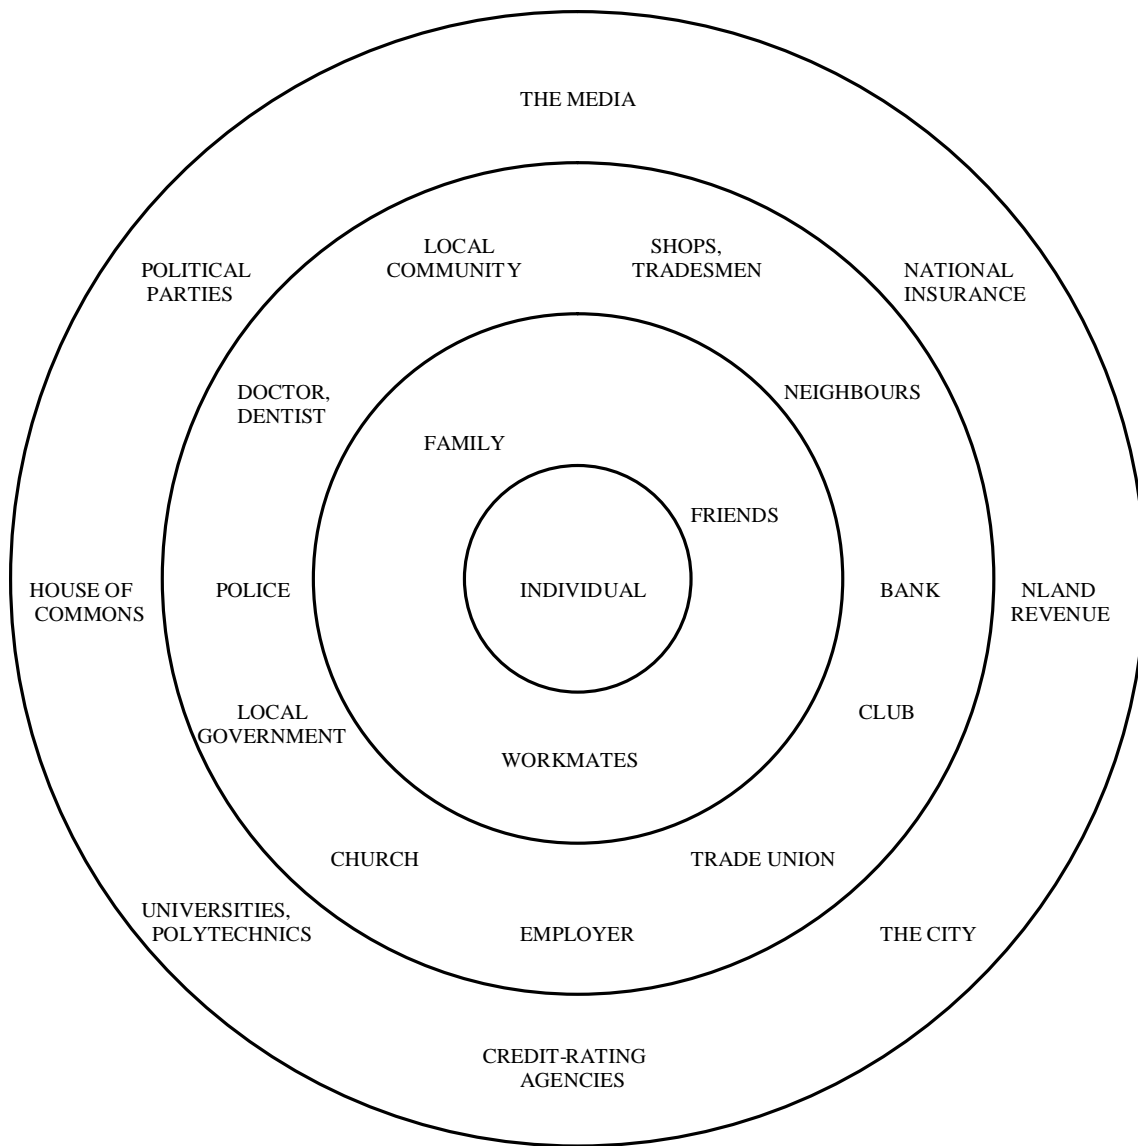 THE MEDIA
LOCAL
COMMUNITY
SHOPS,
TRADESMEN
POLITICAL
PARTIES
NATIONAL
INSURANCE
DOCTOR,
DENTIST
NEIGHBOURS
FAMILY
FRIENDS
HOUSE OF
COMMONS
POLICE
INDIVIDUAL
BANK
NLAND
REVENUE
LOCAL
GOVERNMENT
CLUB
WORKMATES
CHURCH
TRADE UNION
UNIVERSITIES,
POLYTECHNICS
EMPLOYER
THE CITY
CREDIT-RATING
AGENCIES